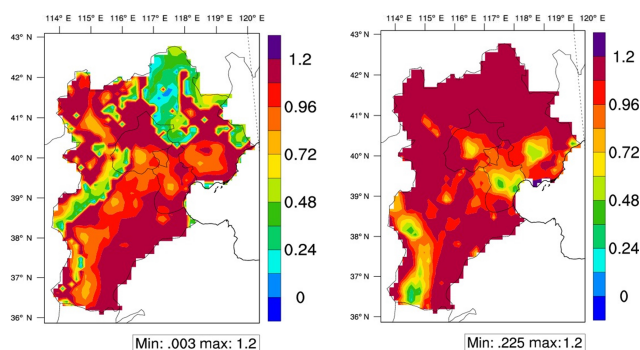 114° E 115° E 116° E 117° E 118° E 119° E 120° E
43° N
42° N
41° N
40° N
39° N
38° N
37° N
36° N
1.2
0.96
0.72
0.48
0.24
0
Min: .003 max: 1.2
114° E 115° E 116° E 117° E 118° E 119° E 120° E
43° N
42° N
41° N
40° N
39° N
38° N
37° N
36° N
1.2
0.96
0.72
0.48
0.24
0
Min: .225 max: 1.2